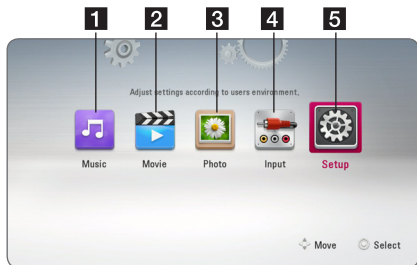 1 2 3 4 5
Adjust settings according to users environment.
Music Movie Photo Input Setup
Move Select